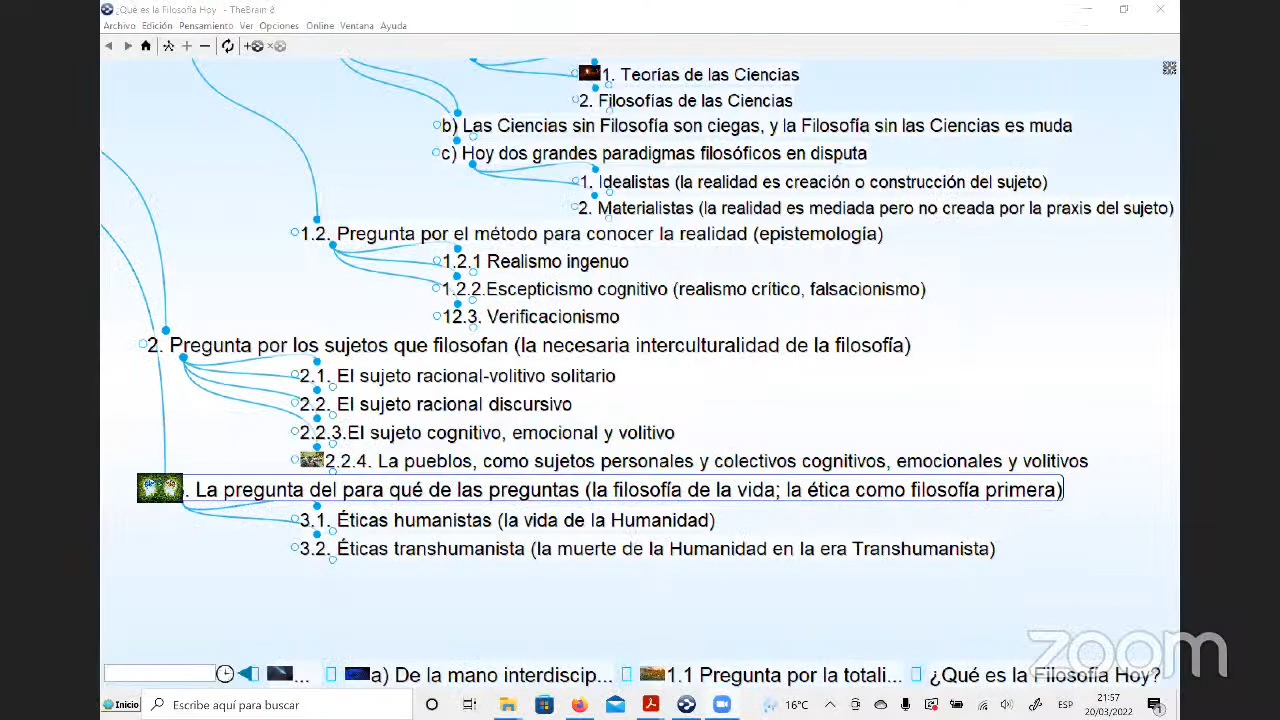 ¿Qué es la Filosofía Hoy - TheBrain 8
Archivo Edición Pensamiento Ver Opciones Online Ventana Ayuda
1. Teorías de las Ciencias
2. Filosofías de las Ciencias
b) Las Ciencias sin Filosofía son ciegas, y la Filosofía sin las Ciencias es muda
c) Hoy dos grandes paradigmas filosóficos en disputa
1. Idealistas (la realidad es creación o construcción del sujeto)
2. Materialistas (la realidad es mediada pero no creada por la praxis del sujeto)
1.2. Pregunta por el método para conocer la realidad (epistemología)
1.2.1 Realismo ingenuo
1.2.2.Escepticismo cognitivo (realismo crítico, falsacionismo)
12.3. Verificacionismo
2. Pregunta por los sujetos que filosofan (la necesaria interculturalidad de la filosofía)
2.1. El sujeto racional-volitivo solitario
2.2. El sujeto racional discursivo
2.2.3.El sujeto cognitivo, emocional y volitivo
2.2.4. La pueblos, como sujetos personales y colectivos cognitivos, emocionales y volitivos
. La pregunta del para qué de las preguntas (la filosofía de la vida; la ética como filosofía primera)
3.1. Éticas humanistas (la vida de la Humanidad)
3.2. Éticas transhumanista (la muerte de la Humanidad en la era Transhumanista)
zoom
... a) De la mano interdiscip... 1.1 Pregunta por la totali... ¿Qué es la Filosofía Hoy?
Inicio Escribe aquí para buscar 16°C ESP 21:57
20/03/2022